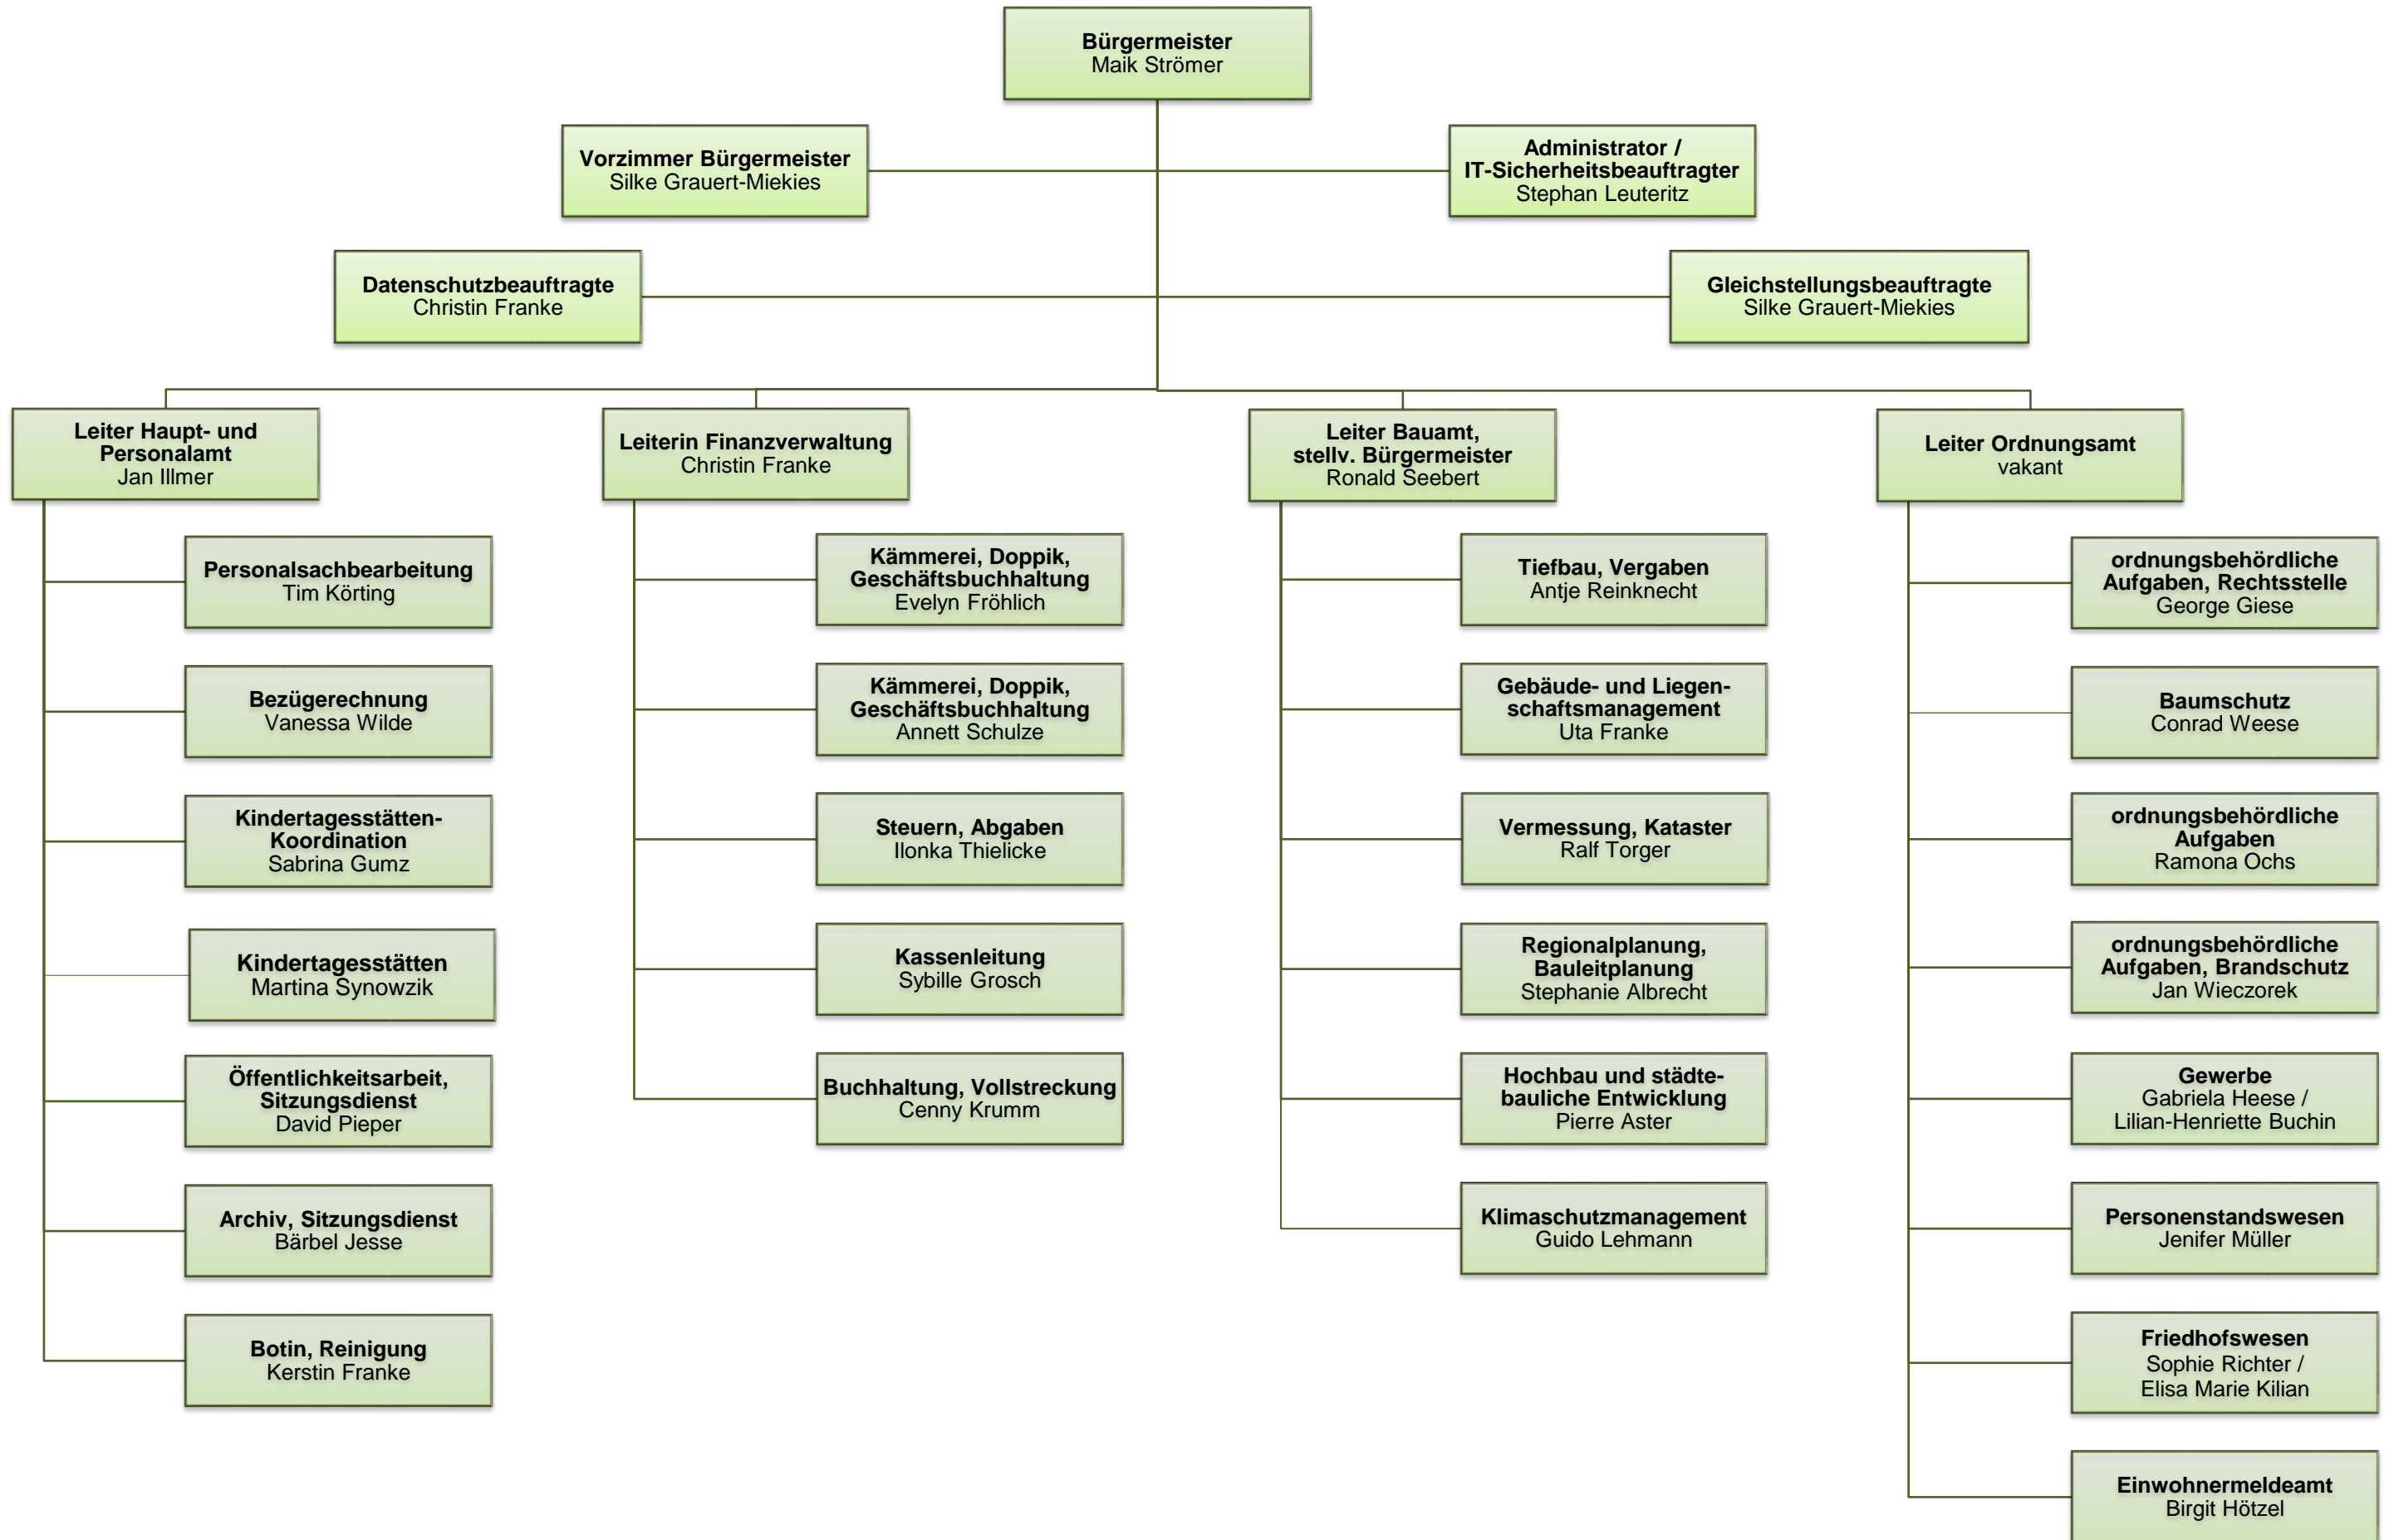 Bürgermeister
Maik Strömer
Vorzimmer Bürgermeister
Silke Grauert-Miekies
Administrator /
IT-Sicherheitsbeauftragter
Stephan Leuteritz
Datenschutzbeauftragte
Christin Franke
Gleichstellungsbeauftragte
Silke Grauert-Miekies
Leiter Haupt- und
Personalamt
Jan Illmer
Personalsachbearbeitung
Tim Körting
Bezügerechnung
Vanessa Wilde
Kindertagesstätten-
Koordination
Sabrina Gumz
Kindertagesstätten
Martina Synowzik
Öffentlichkeitsarbeit,
Sitzungsdienst
David Pieper
Archiv, Sitzungsdienst
Bärbel Jesse
Botin, Reinigung
Kerstin Franke
Leiterin Finanzverwaltung
Christin Franke
Kämmerei, Doppik,
Geschäftsbuchhaltung
Evelyn Fröhlich
Kämmerei, Doppik,
Geschäftsbuchhaltung
Annett Schulze
Steuern, Abgaben
Ilonka Thielicke
Kassenleitung
Sybille Grosch
Buchhaltung, Vollstreckung
Cenny Krumm
Leiter Bauamt,
stellv. Bürgermeister
Ronald Seebert
Tiefbau, Vergaben
Antje Reinknecht
Gebäude- und Liegen-
schaftsmanagement
Uta Franke
Vermessung, Kataster
Ralf Torger
Regionalplanung,
Bauleitplanung
Stephanie Albrecht
Hochbau und städte-
bauliche Entwicklung
Pierre Aster
Klimaschutzmanagement
Guido Lehmann
Leiter Ordnungsamt
vakant
ordnungsbehördliche
Aufgaben, Rechtsstelle
George Giese
Baumschutz
Conrad Weese
ordnungsbehördliche
Aufgaben
Ramona Ochs
ordnungsbehördliche
Aufgaben, Brandschutz
Jan Wieczorek
Gewerbe
Gabriela Heese /
Lilian-Henriette Buchin
Personenstandswesen
Jenifer Müller
Friedhofswesen
Sophie Richter /
Elisa Marie Kilian
Einwohnermeldeamt
Birgit Hötzel